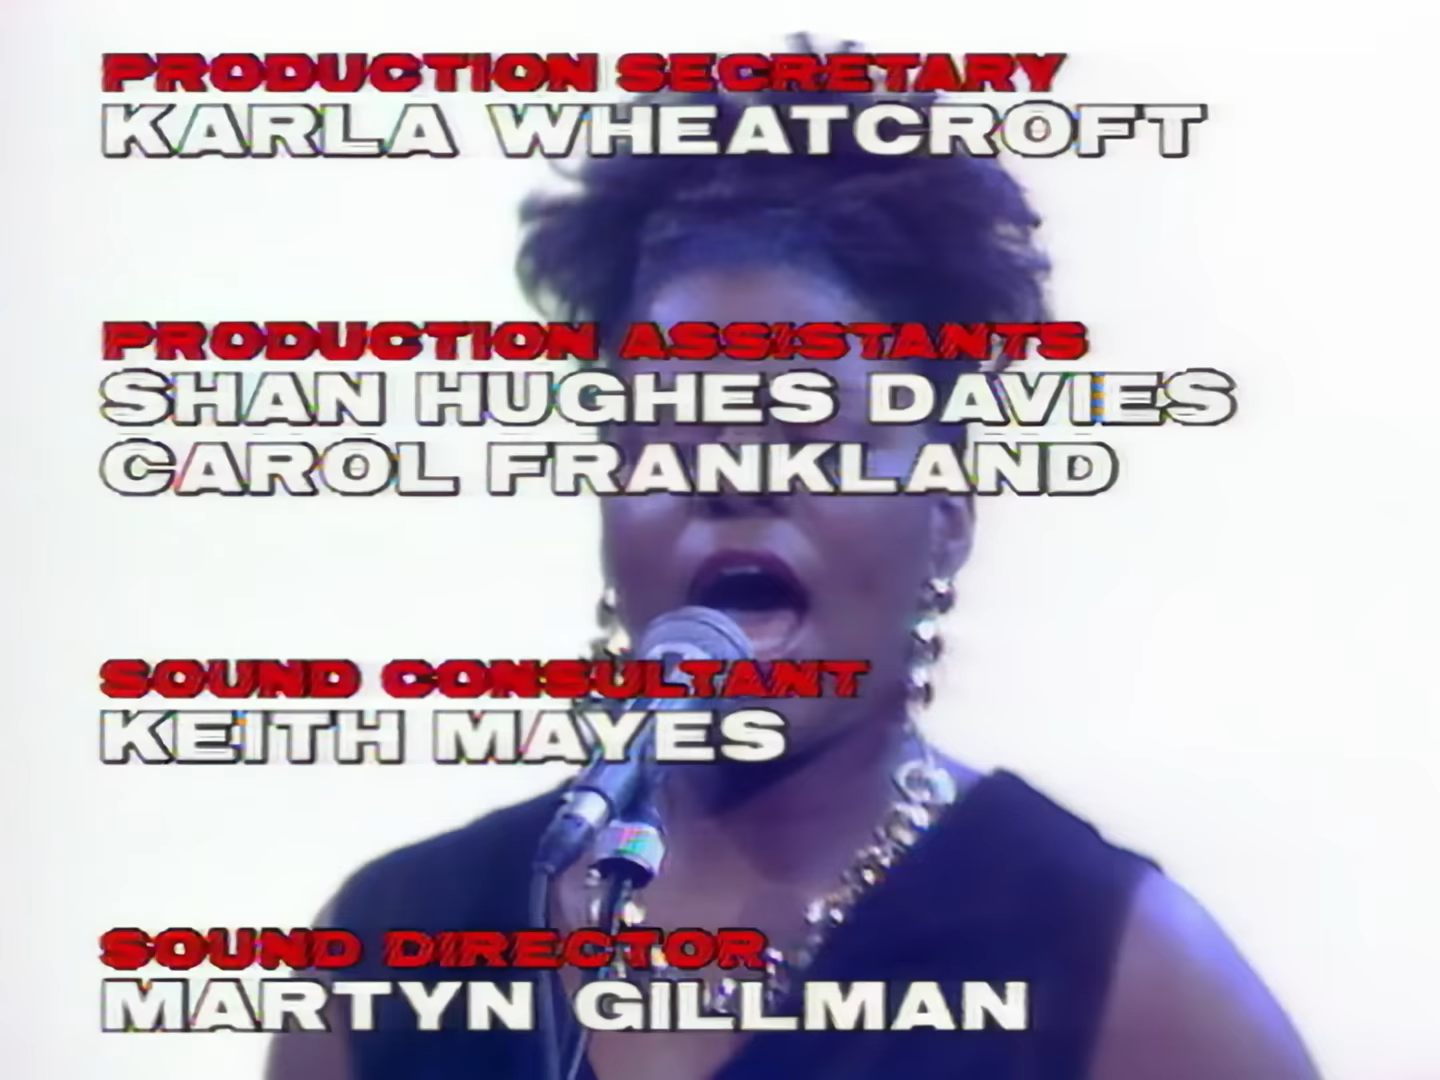 PRODUCTION SECRETARY
KARLA WHEATCROFT
PRODUCTION ASSISTANTS
SHAN HUGHES DAVIES
CAROL FRANKLAND
SOUND CONSULTANT
KEITH MAYES
SOUND DIRECTOR
MARTYN GILLMAN